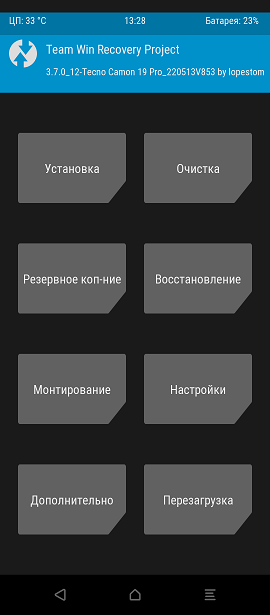 ЦП: 33 °C 13:28 Батарея: 23%
Team Win Recovery Project
3.7.0_12-Tecno Camon 19 Pro_220513V853 by lopestom
Установка Очистка
Резервное коп-ние Восстановление
Монтирование Настройки
Дополнительно Перезагрузка